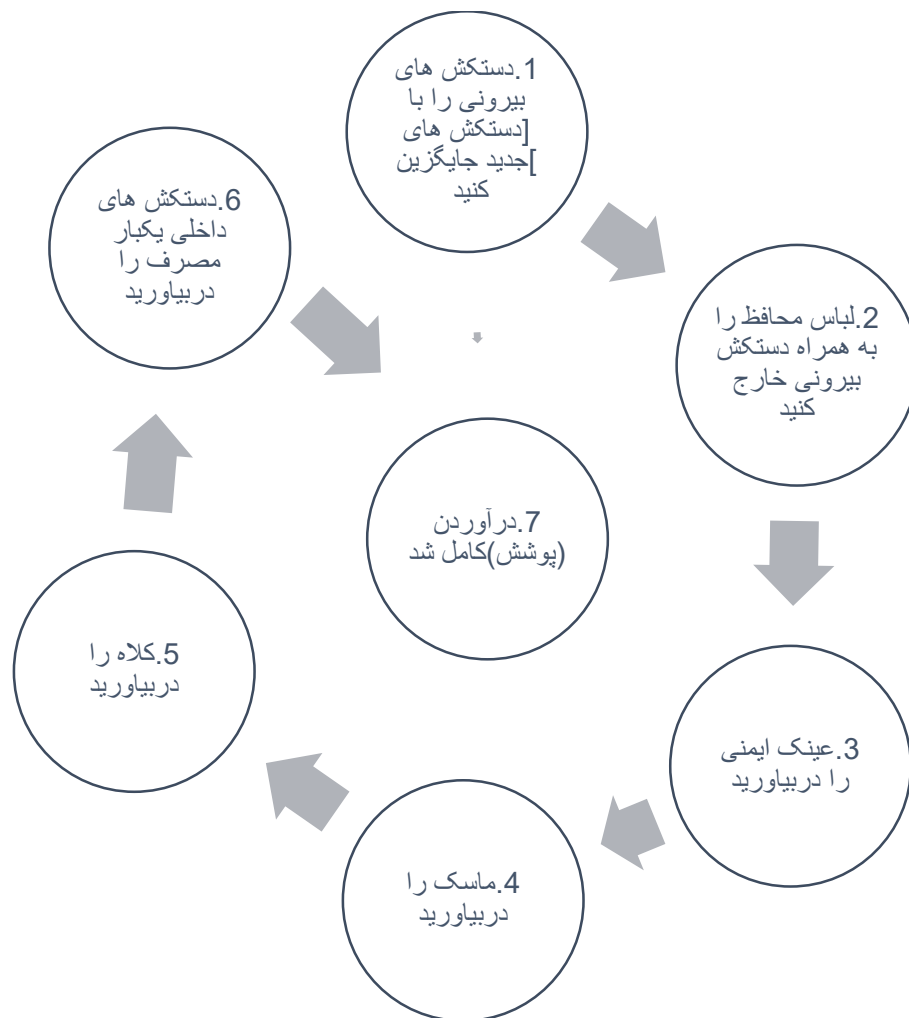 1.دستکش های
بیرونی را با
[دستکش های
جدید جایگزین[
کنید
2.لباس محافظ را
به همراه دستکش
بیرونی خارج
کنید
3.عینک ایمنی
را دربیاورید
4.ماسک را
دربیاورید
5.کلاه را
دربیاورید
6.دستکش های
داخلی یکبار
مصرف را
دربیاورید
7.درآوردن
(پوشش)کامل شد